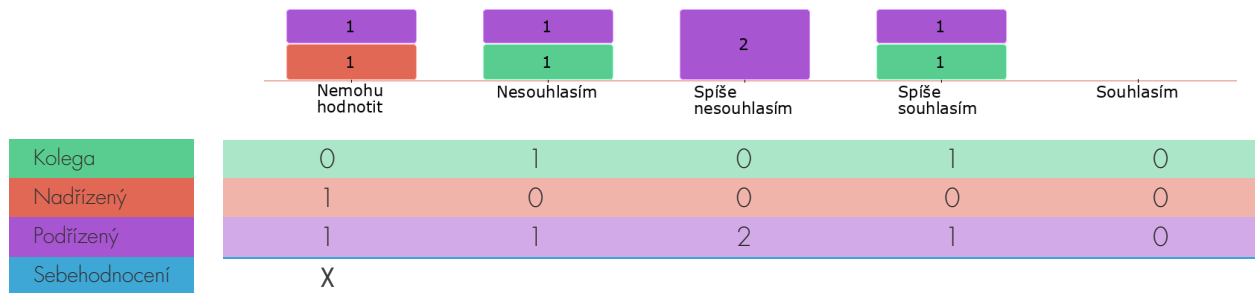 1 1 1
2
1 1 1
Nemohu hodnotit Nesouhlasím Spíše nesouhlasím Spíše souhlasím Souhlasím
Kolega 0 1 0 1 0
Nadřízený 1 0 0 0 0
Podřízený 1 1 2 1 0
Sebehodnocení X